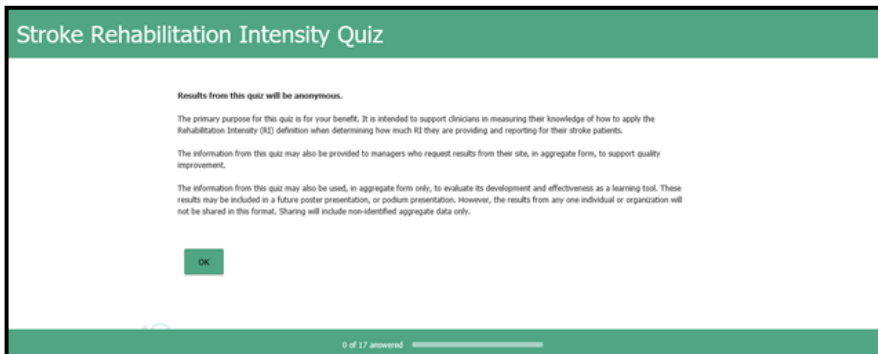 Stroke Rehabilitation Intensity Quiz
Results from this quiz will be anonymous.
The primary purpose for this quiz is for your benefit. It is intended to support clinicians in measuring their knowledge of how to apply the
Rehabilitation Intensity (RI) definition when determining how much RI they are providing and reporting for their stroke patients.
The information from this quiz may also be provided to managers who request results from their site, in aggregate form, to support quality
improvement.
The information from this quiz may also be used, in aggregate form only, to evaluate its development and effectiveness as a learning tool. These
results may be included in a future poster presentation, or podium presentation. However, the results from any one individual or organization will
not be shared in this format. Sharing will include non-identified aggregate data only.
OK
0 of 17 answered